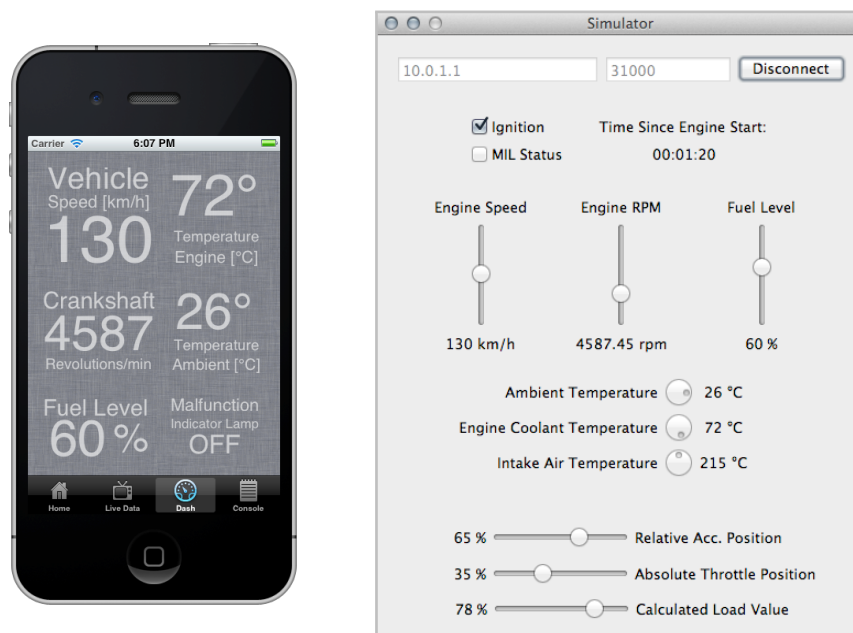 Carrier 6:07 PM
Vehicle
Speed [km/h]
130
72°
Temperature
Engine [°C]
Crankshaft
4587
Revolutions/min
26°
Temperature
Ambient [°C]
Fuel Level
60 %
Malfunction
Indicator Lamp
OFF
Home Live Data Dash Console
Simulator
10.0.1.1 31000 Disconnect
Ignition Time Since Engine Start:
MIL Status 00:01:20
Engine Speed Engine RPM Fuel Level
130 km/h 4587.45 rpm 60 %
Ambient Temperature 26 °C
Engine Coolant Temperature 72 °C
Intake Air Temperature 215 °C
65 % Relative Acc. Position
35 % Absolute Throttle Position
78 % Calculated Load Value